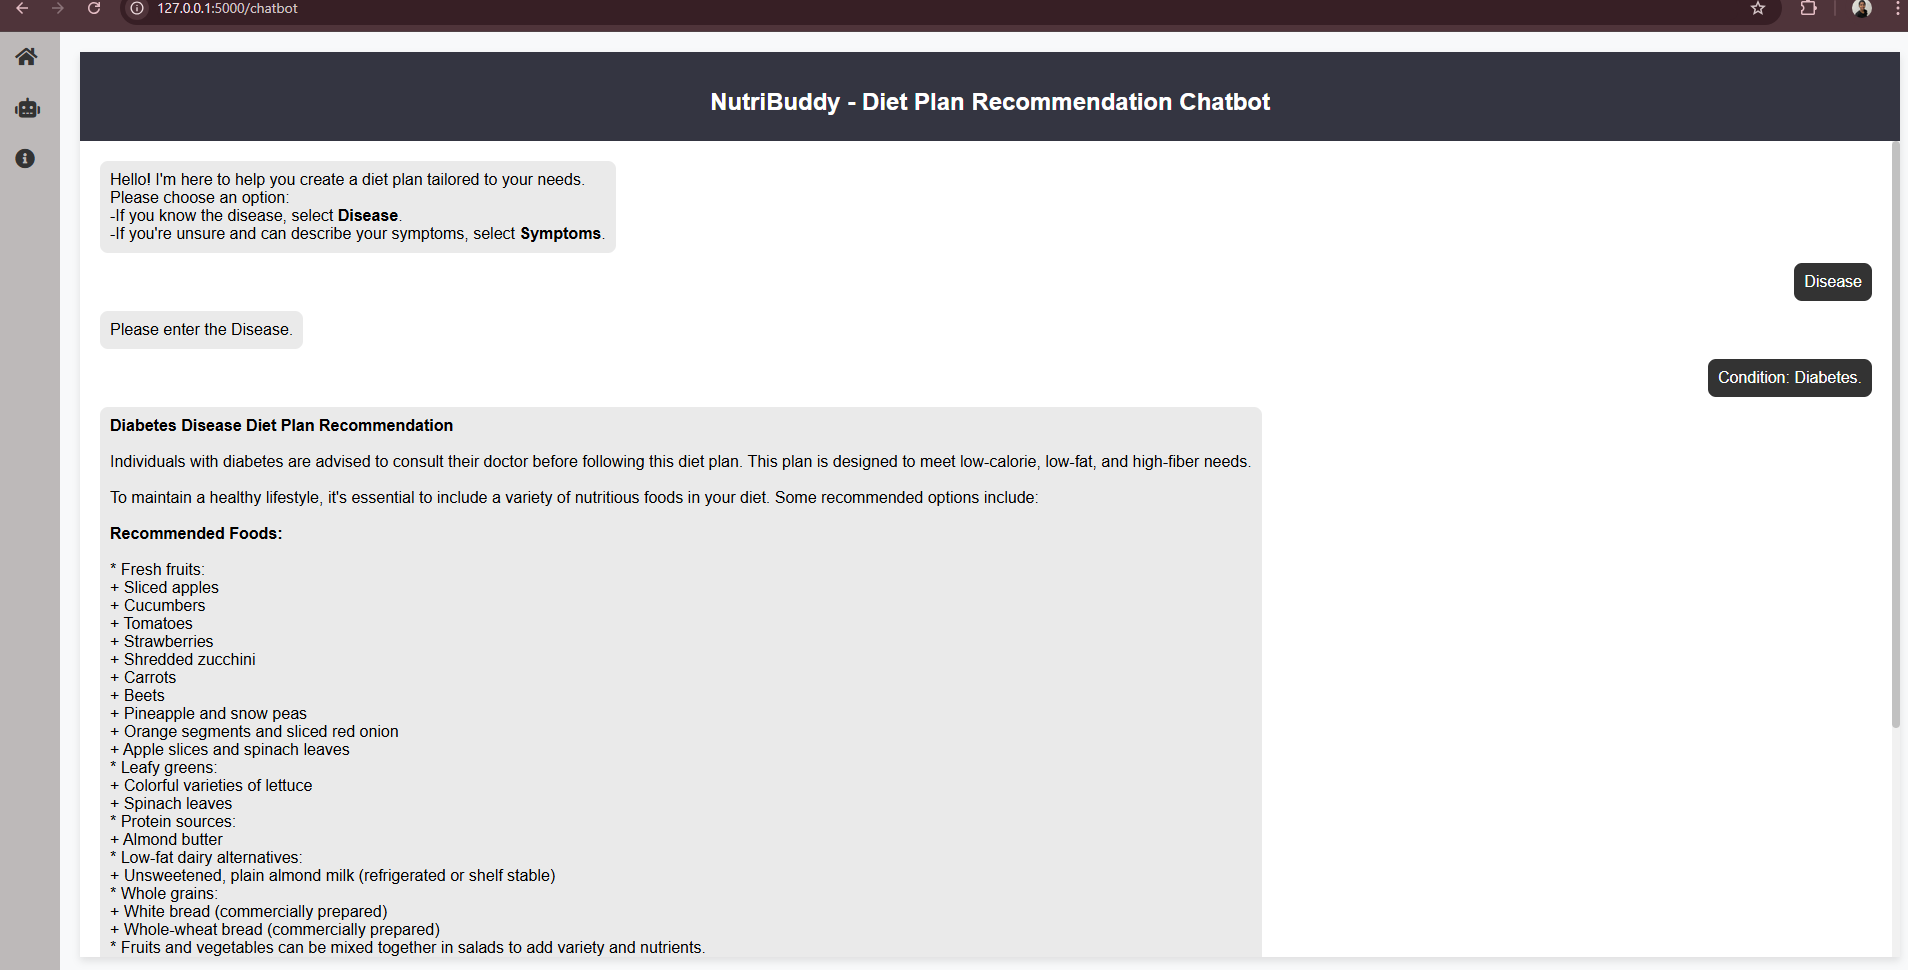 127.0.0.1:5000/chatbot
NutriBuddy - Diet Plan Recommendation Chatbot
Hello! I'm here to help you create a diet plan tailored to your needs.
Please choose an option:
-If you know the disease, select Disease.
-If you're unsure and can describe your symptoms, select Symptoms.
Disease
Please enter the Disease.
Condition: Diabetes.
Diabetes Disease Diet Plan Recommendation
Individuals with diabetes are advised to consult their doctor before following this diet plan. This plan is designed to meet low-calorie, low-fat, and high-fiber needs.
To maintain a healthy lifestyle, it's essential to include a variety of nutritious foods in your diet. Some recommended options include:
Recommended Foods:
* Fresh fruits:
+ Sliced apples
+ Cucumbers
+ Tomatoes
+ Strawberries
+ Shredded zucchini
+ Carrots
+ Beets
+ Pineapple and snow peas
+ Orange segments and sliced red onion
+ Apple slices and spinach leaves
* Leafy greens:
+ Colorful varieties of lettuce
+ Spinach leaves
* Protein sources:
+ Almond butter
* Low-fat dairy alternatives:
+ Unsweetened, plain almond milk (refrigerated or shelf stable)
* Whole grains:
+ White bread (commercially prepared)
+ Whole-wheat bread (commercially prepared)
* Fruits and vegetables can be mixed together in salads to add variety and nutrients.